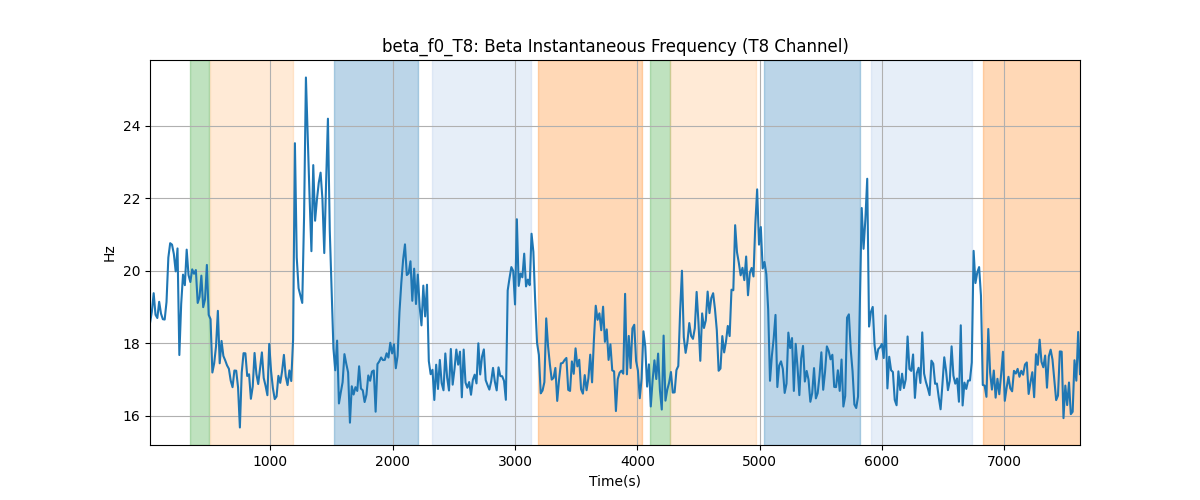 beta_f0_T8: Beta Instantaneous Frequency (T8 Channel)
24
22
20
18
16
Hz
1000 2000 3000 4000 5000 6000 7000
Time(s)